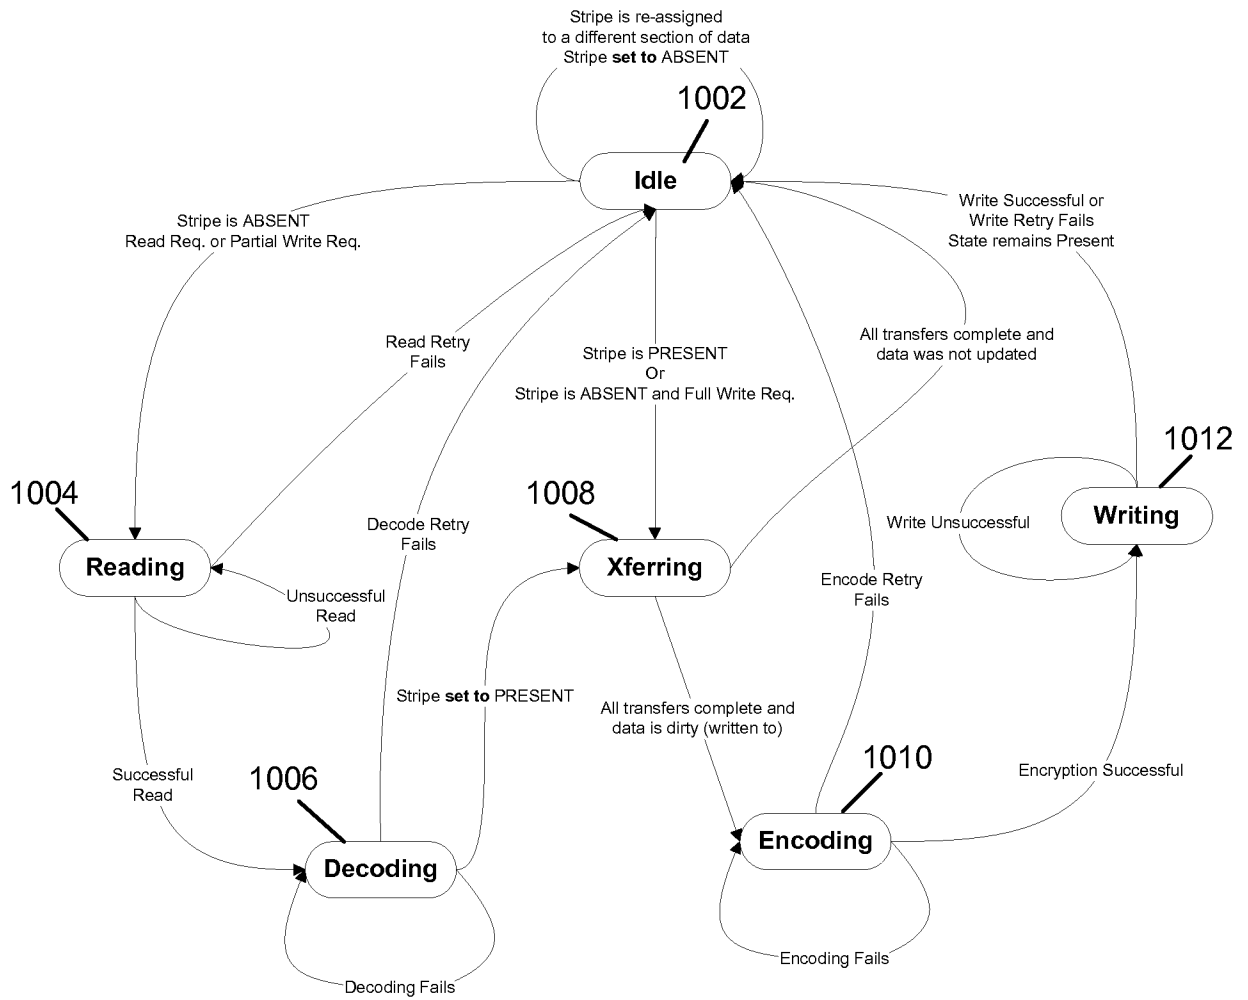 Stripe is re-assigned
to a different section of data
Stripe set to ABSENT
1002
Idle
Stripe is ABSENT
Read Req. or Partial Write Req.
Write Successful or
Write Retry Fails
State remains Present
Read Retry
Fails
Stripe is PRESENT
Or
Stripe is ABSENT and Full Write Req.
All transfers complete and
data was not updated
1004
Reading
Decode Retry
Fails
1008
Xferring
1012
Writing
Write Unsuccessful
Unsuccessful
Read
Encode Retry
Fails
Stripe set to PRESENT
All transfers complete and
data is dirty (written to)
Successful
Read
1006
Decoding
1010
Encoding
Encryption Successful
Decoding Fails
Encoding Fails